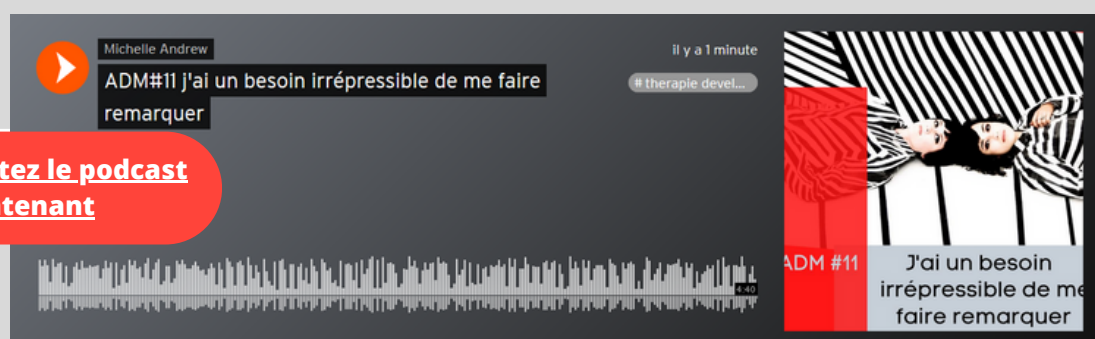 Michelle Andrew
il y a 1 minute
ADM#11 j'ai un besoin irrépressible de me faire
remarquer
# therapie devel...
tez le podcast
tenant
4:40
ADM #11
J'ai un besoin
irrépressible de me
faire remarquer